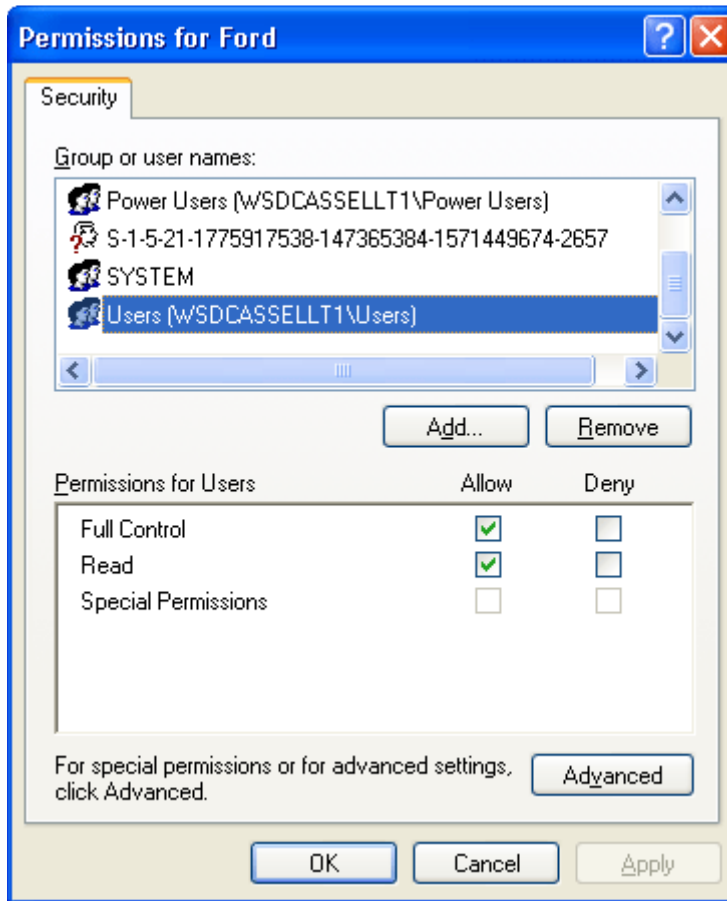 Permissions for Ford
Security
Group or user names:
Power Users (WSDCASSELLT1\Power Users)
S-1-5-21-1775917538-147365384-1571449674-2657
SYSTEM
Users (WSDCASSELLT1\Users)
Add... Remove
Permissions for Users Allow Deny
Full Control
Read
Special Permissions
For special permissions or for advanced settings,
click Advanced.
Advanced
OK Cancel Apply